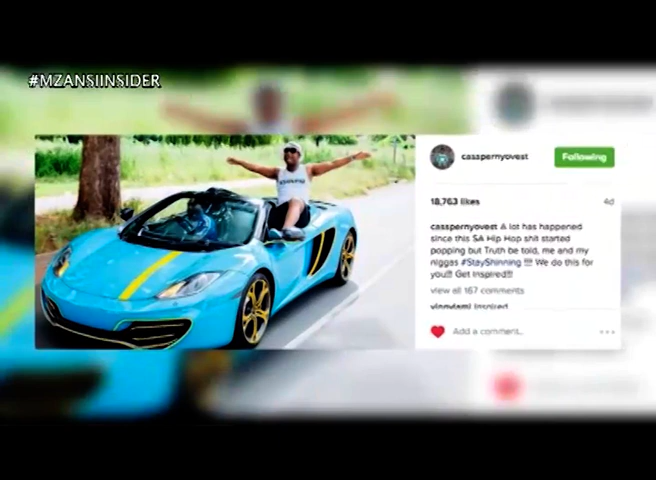 #MZANSIINSIDER
casspernyovest
Following
18,763 likes
4d
casspernyovest A lot has happened
since this SA Hip Hop shit started
popping but Truth be told, me and my
niggas #StayShinning !!!! We do this for
you!!! Get Inspired!!!
view all 167 comments
Inspired
Add a comment...